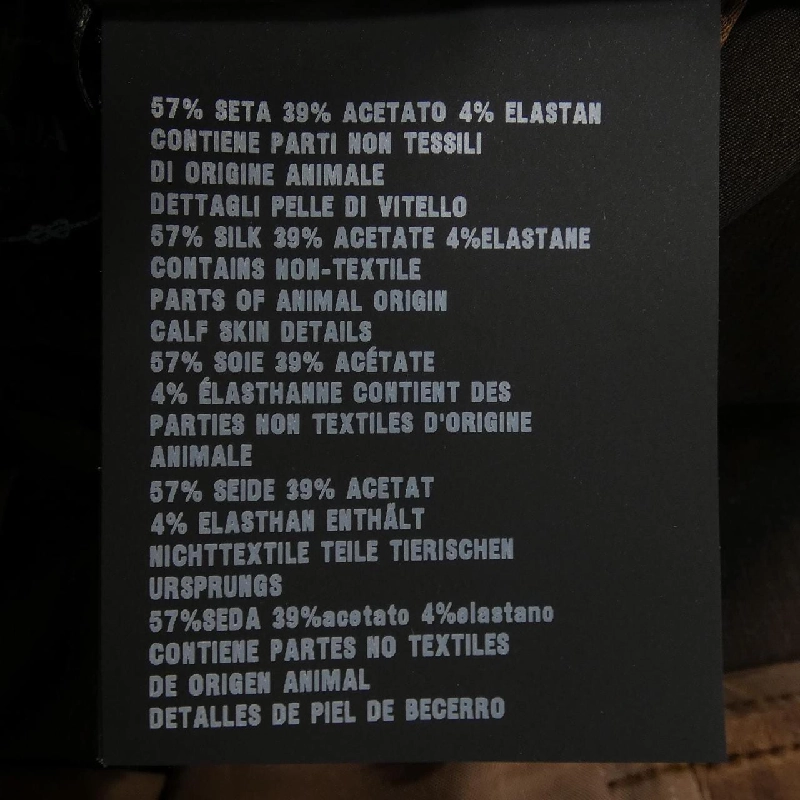 57% SETA 39% ACETATO 4% ELASTAN
CONTIENE PARTI NON TESSILI
DI ORIGINE ANIMALE
DETTAGLI PELLE DI VITELLO
57% SILK 39% ACETATE 4%ELASTANE
CONTAINS NON-TEXTILE
PARTS OF ANIMAL ORIGIN
CALF SKIN DETAILS
57% SOIE 39% ACÉTATE
4% ÉLASTHANNE CONTIENT DES
PARTIES NON TEXTILES D'ORIGINE
ANIMALE
57% SEIDE 39% ACETAT
4% ELASTHAN ENTHÄLT
NICHTTEXTILE TEILE TIERISCHEN
URSPRUNGS
57%SEDA 39%acetato 4%elastano
CONTIENE PARTES NO TEXTILES
DE ORIGEN ANIMAL
DETALLES DE PIEL DE BECERRO